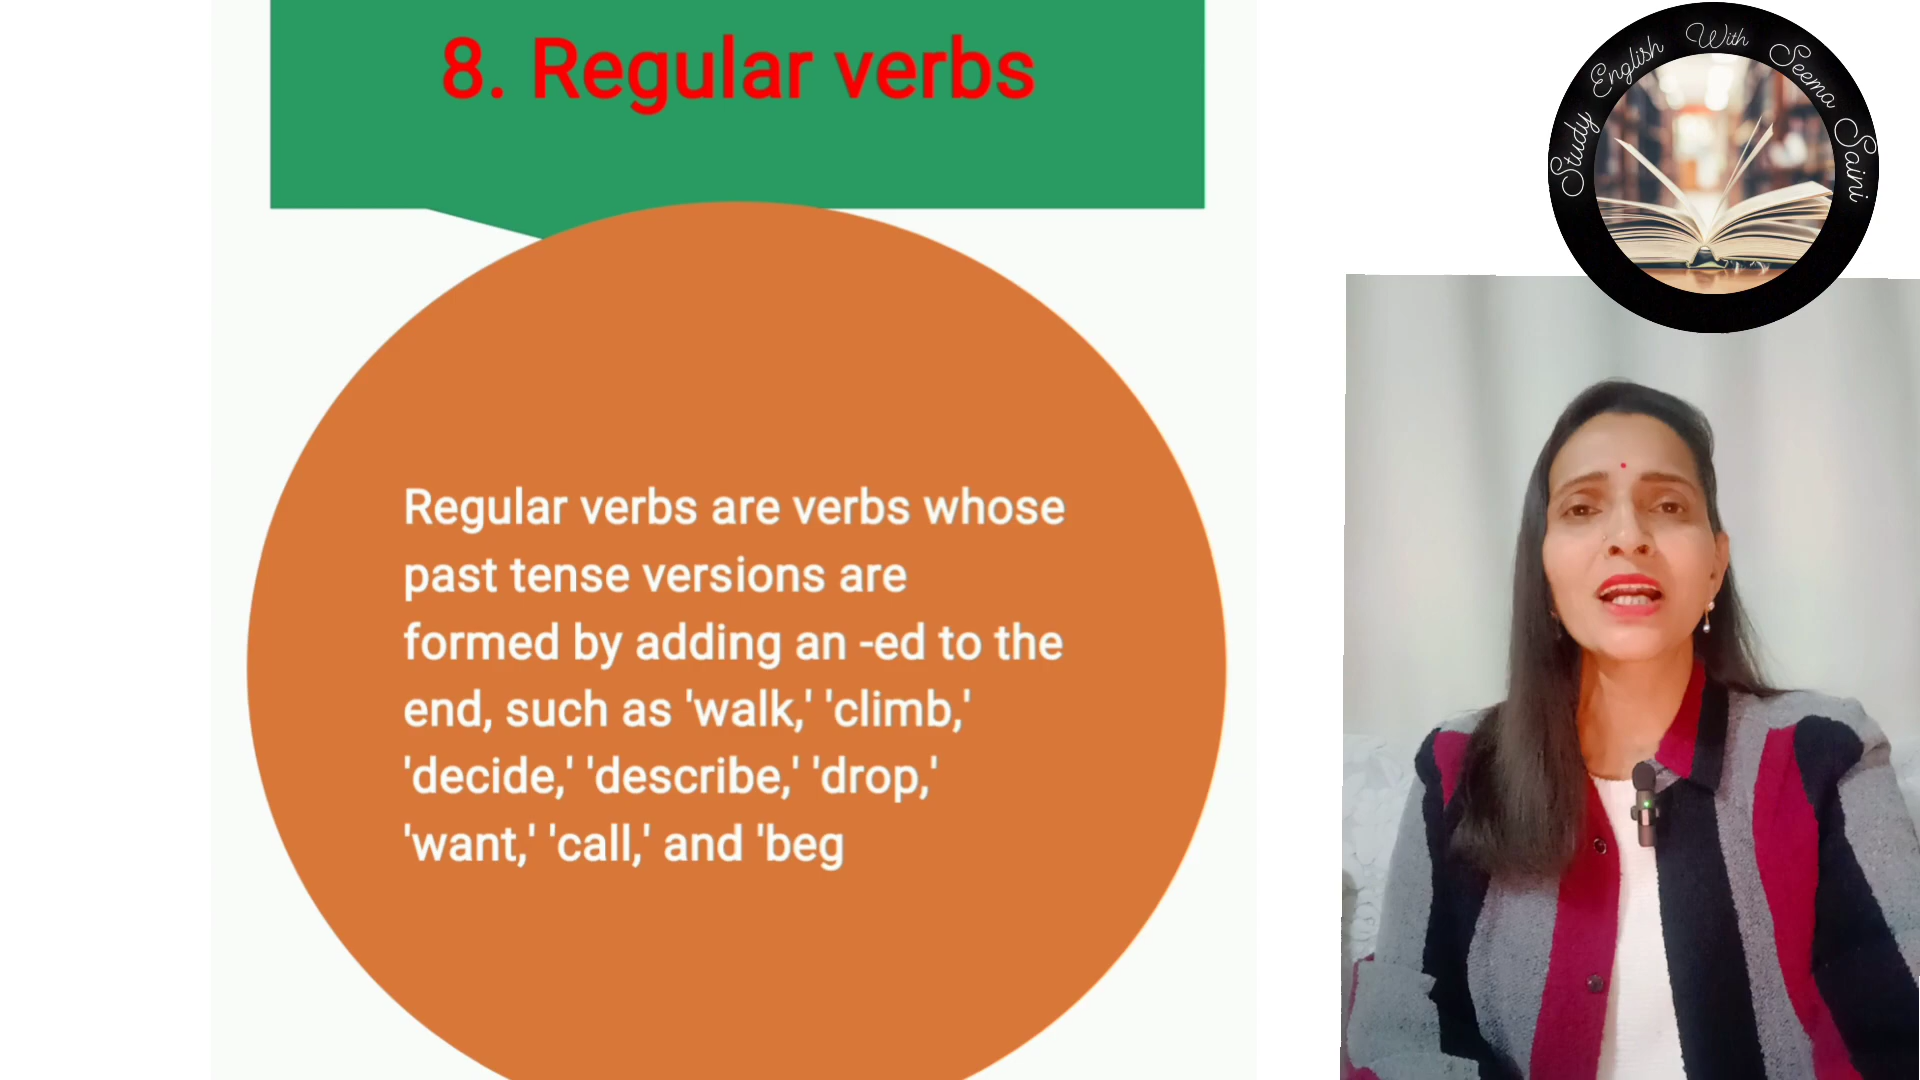 8. Regular verbs
Study English With Seema Saini
Regular verbs are verbs whose
past tense versions are
formed by adding an -ed to the
end, such as 'walk,' 'climb,'
'decide,' 'describe,' 'drop,'
'want,' 'call,' and 'beg